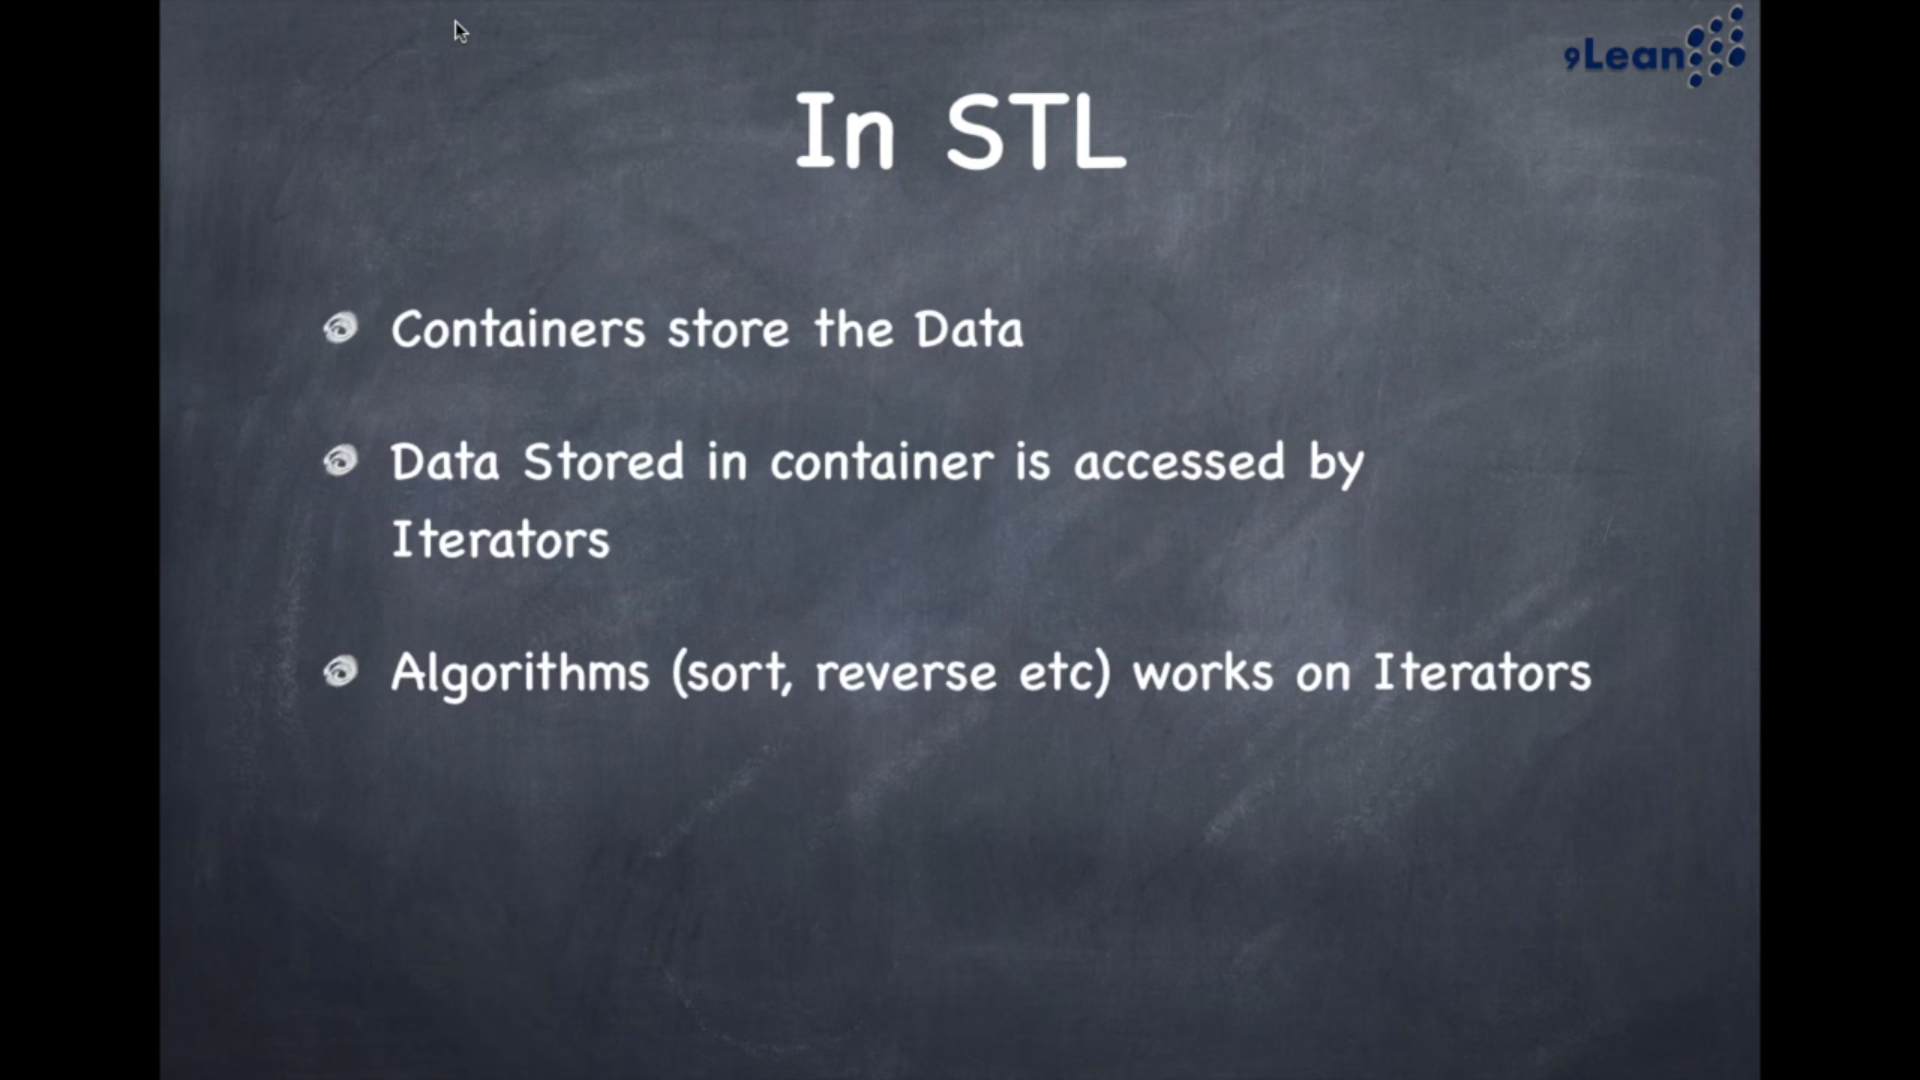 9Lean
In STL
Containers store the Data
Data Stored in container is accessed by
Iterators
Algorithms (sort, reverse etc) works on Iterators